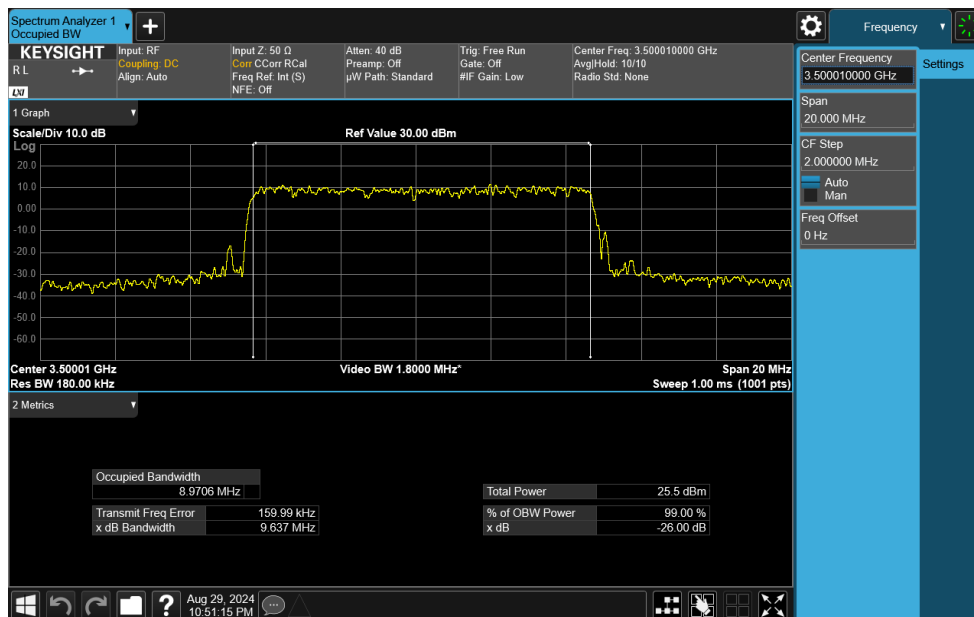 Spectrum Analyzer 1
Occupied BW
Frequency
KEYSIGHT
R L
LXI
Input: RF
Coupling: DC
Align: Auto
Input Z: 50 Ω
Corr CCorr RCal
Freq Ref: Int (S)
NFE: Off
Atten: 40 dB
Preamp: Off
µW Path: Standard
Trig: Free Run
Gate: Off
#IF Gain: Low
Center Freq: 3.500010000 GHz
Avg|Hold: 10/10
Radio Std: None
Center Frequency
3.500010000 GHz
Settings
Span
20.000 MHz
CF Step
2.000000 MHz
Auto
Man
Freq Offset
0 Hz
1 Graph
Scale/Div 10.0 dB
Ref Value 30.00 dBm
Log
20.0
10.0
0.00
-10.0
-20.0
-30.0
-40.0
-50.0
-60.0
Center 3.50001 GHz
Video BW 1.8000 MHz*
Span 20 MHz
Res BW 180.00 kHz
Sweep 1.00 ms (1001 pts)
2 Metrics
Occupied Bandwidth
8.9706 MHz
Transmit Freq Error 159.99 kHz
x dB Bandwidth 9.637 MHz
Total Power 25.5 dBm
% of OBW Power 99.00 %
x dB -26.00 dB
Aug 29, 2024
10:51:15 PM